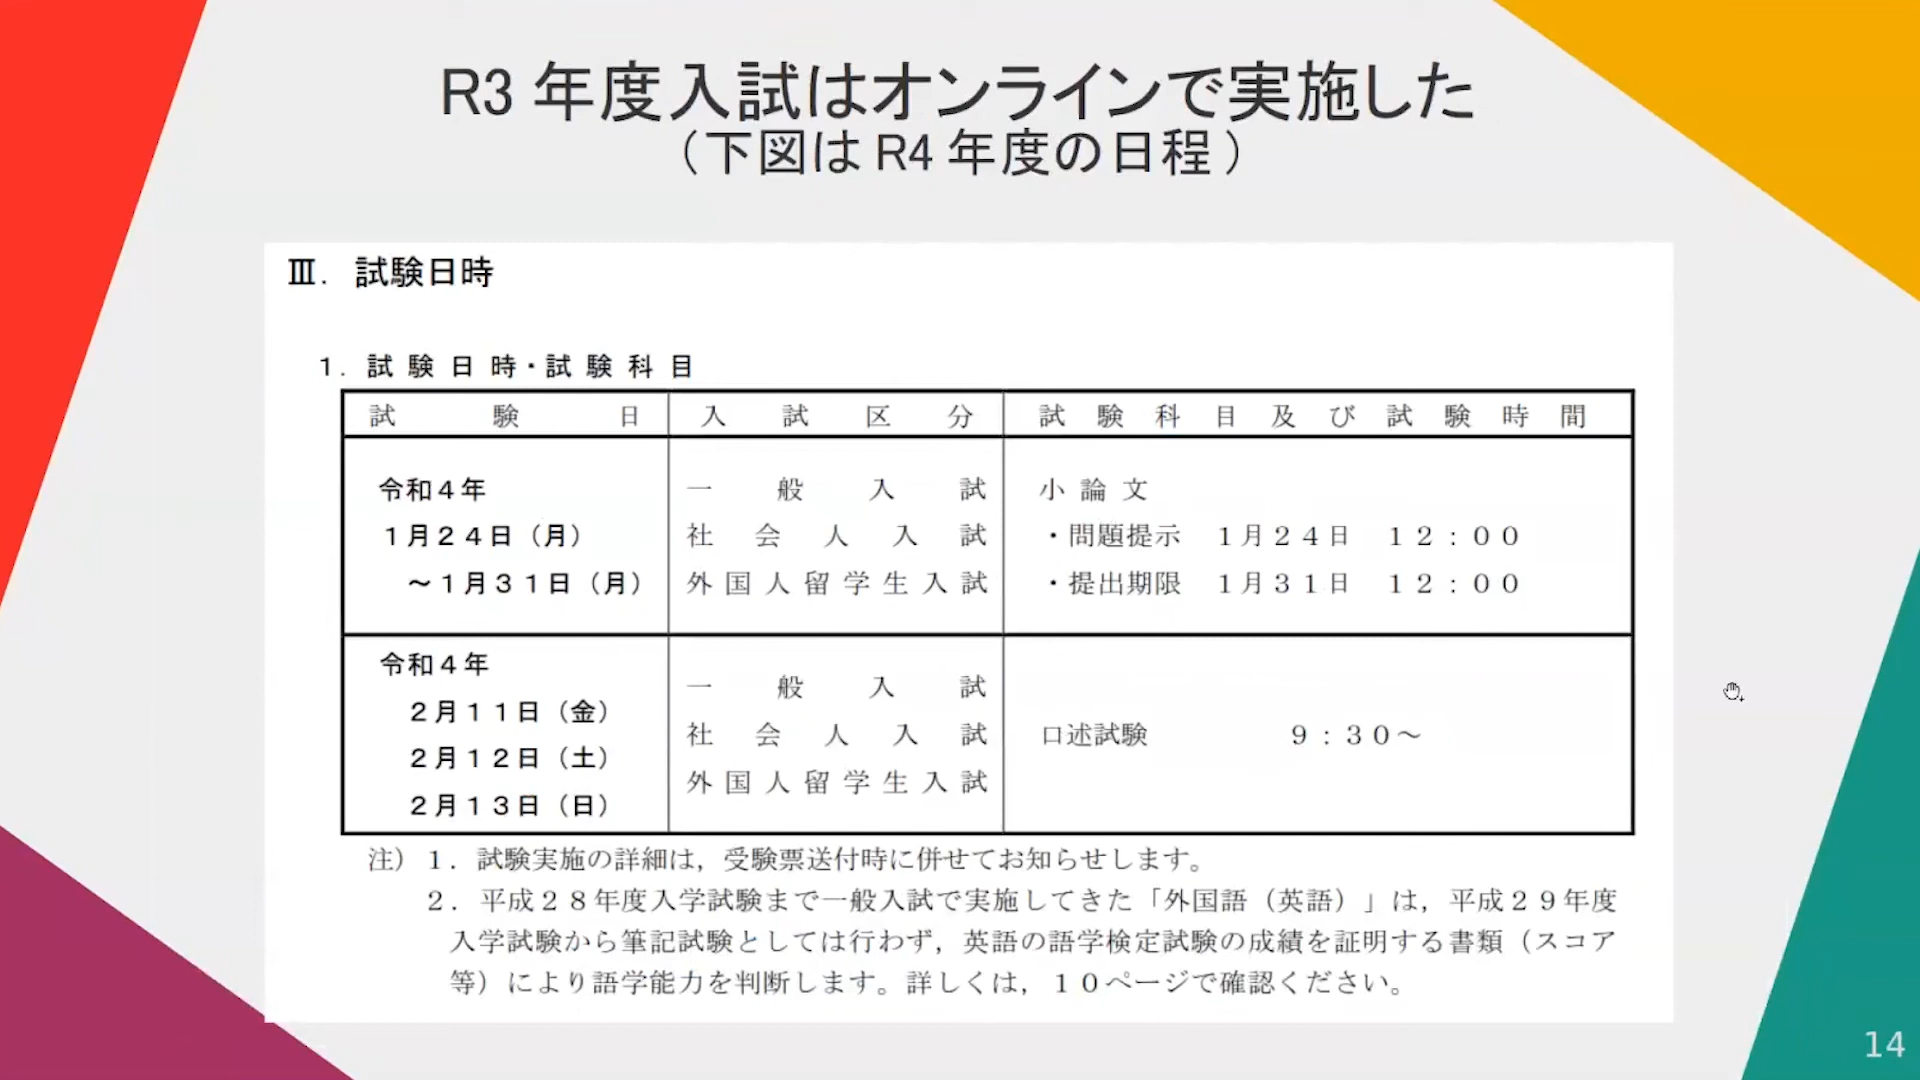 R3 年度入試はオンラインで実施した
（下図は R4 年度の日程）
Ⅲ．試験日時
１．試験日時・試験科目
試験日 入試区分 試験科目及び試験時間
令和４年
１月２４日（月）
～１月３１日（月）
一般入試
社会人入試
外国人留学生入試
小論文
・問題提示 １月２４日 １２：００
・提出期限 １月３１日 １２：００
令和４年
２月１１日（金）
２月１２日（土）
２月１３日（日）
一般入試
社会人入試
外国人留学生入試
口述試験 ９：３０～
注）１．試験実施の詳細は，受験票送付時に併せてお知らせします。
２．平成２８年度入学試験まで一般入試で実施してきた「外国語（英語）」は，平成２９年度
入学試験から筆記試験としては行わず，英語の語学検定試験の成績を証明する書類（スコア
等）により語学能力を判断します。詳しくは，１０ページで確認ください。
14